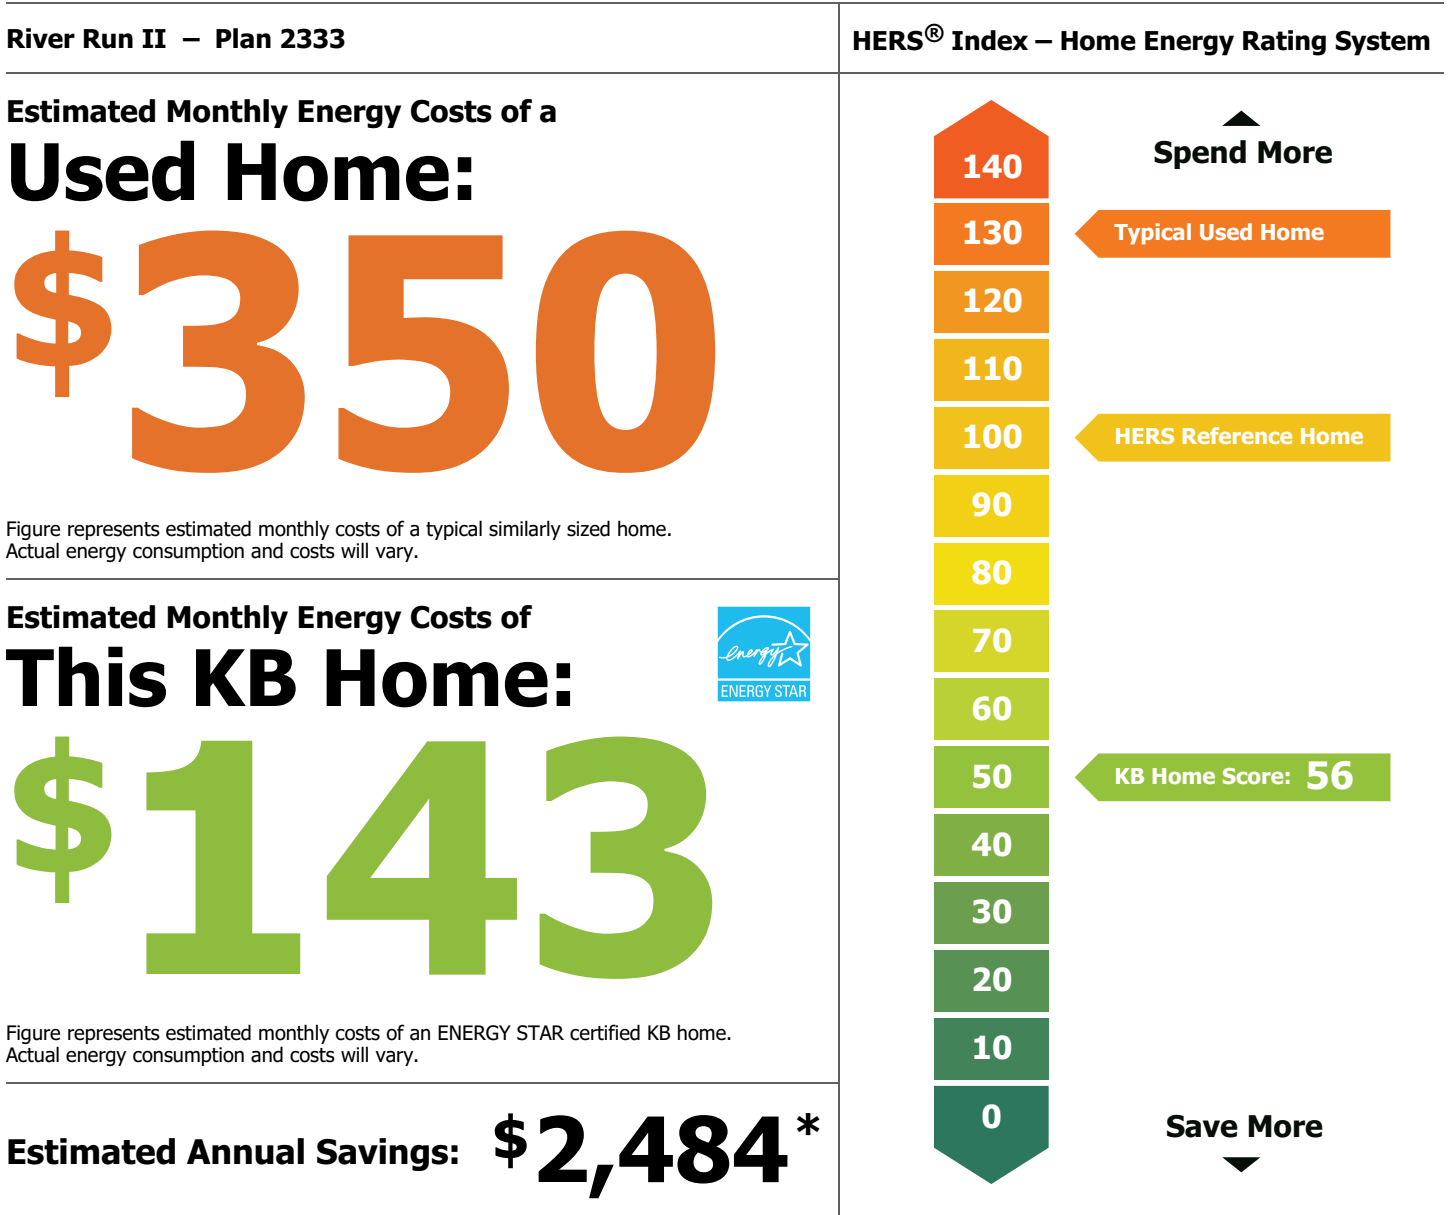 River Run II – Plan 2333
Estimated Monthly Energy Costs of a
Used Home:
$350
Figure represents estimated monthly costs of a typical similarly sized home.
Actual energy consumption and costs will vary.
Estimated Monthly Energy Costs of
This KB Home:
energy
ENERGY STAR
$143
Figure represents estimated monthly costs of an ENERGY STAR certified KB home.
Actual energy consumption and costs will vary.
Estimated Annual Savings: $2,484*
HERS® Index – Home Energy Rating System
Spend More
140
130
Typical Used Home
120
110
100
HERS Reference Home
90
80
70
60
50
KB Home Score: 56
40
30
20
10
0
Save More